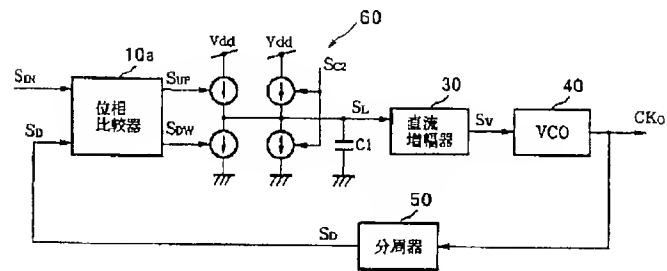 60
Vdd Vdd
10a
SC2
SIN
SUP
30
40
位相
比較器
SL
直流
増幅器
SV
VCO
CKO
SD
SDW
C1
50
SD
分周器